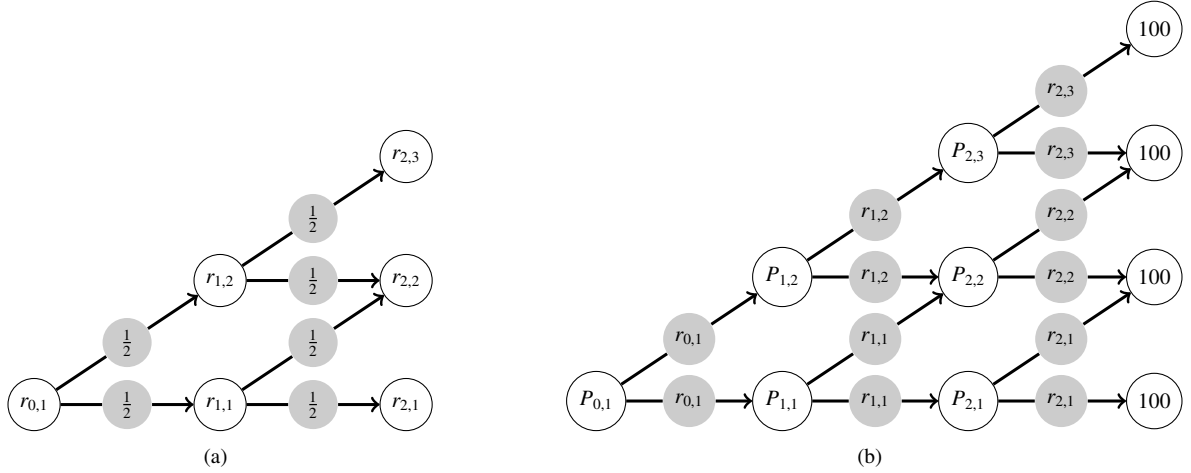 r₂,₃
½
r₁,₂
½
r₂,₂
½
½
r₀,₁
½
r₁,₁
½
r₂,₁
(a)
100
r₂,₃
P₂,₃
r₂,₃
100
r₁,₂
r₂,₂
P₁,₂
r₁,₂
P₂,₂
r₂,₂
100
r₀,₁
r₁,₁
r₂,₁
P₀,₁
r₀,₁
P₁,₁
r₁,₁
P₂,₁
r₂,₁
100
(b)